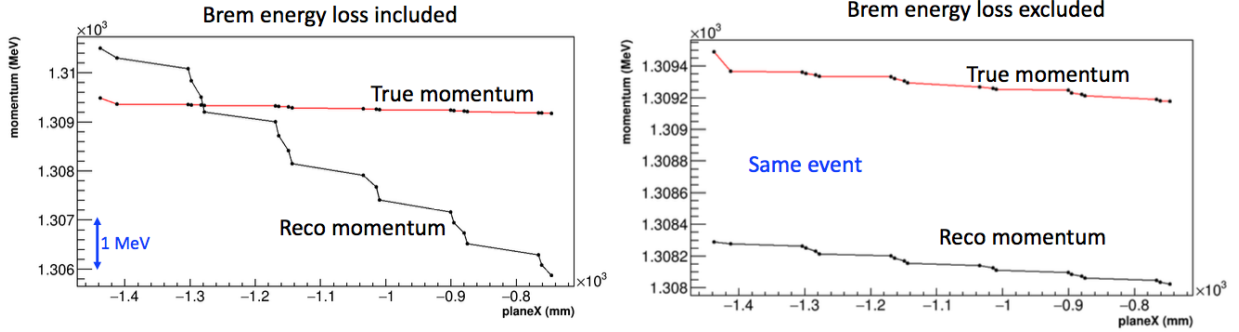 Brem energy loss included
×10³
momentum (MeV)
1.31
1.309
1.308
1.307
1.306
True momentum
Reco momentum
1 MeV
−1.4 −1.3 −1.2 −1.1 −1 −0.9 −0.8
×10³
planeX (mm)
Brem energy loss excluded
×10³
momentum (MeV)
1.3094
1.3092
1.309
1.3088
1.3086
1.3084
1.3082
1.308
True momentum
Same event
Reco momentum
−1.4 −1.3 −1.2 −1.1 −1 −0.9 −0.8
×10³
planeX (mm)